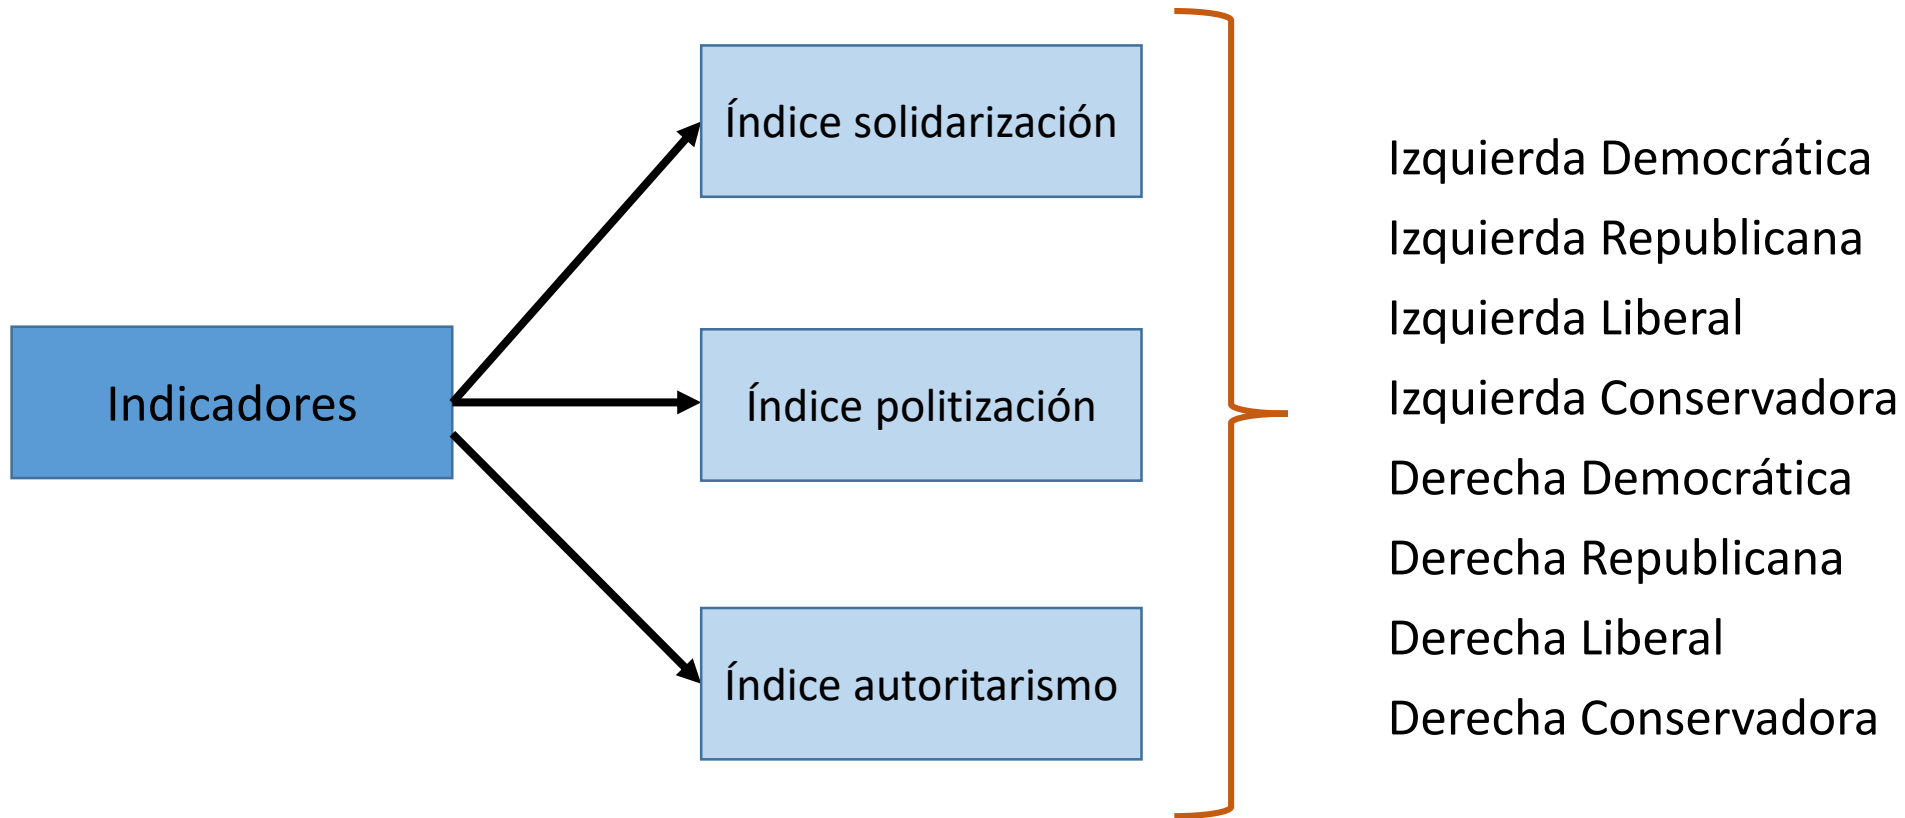 Indicadores
Índice solidarización
Índice politización
Índice autoritarismo
Izquierda Democrática
Izquierda Republicana
Izquierda Liberal
Izquierda Conservadora
Derecha Democrática
Derecha Republicana
Derecha Liberal
Derecha Conservadora